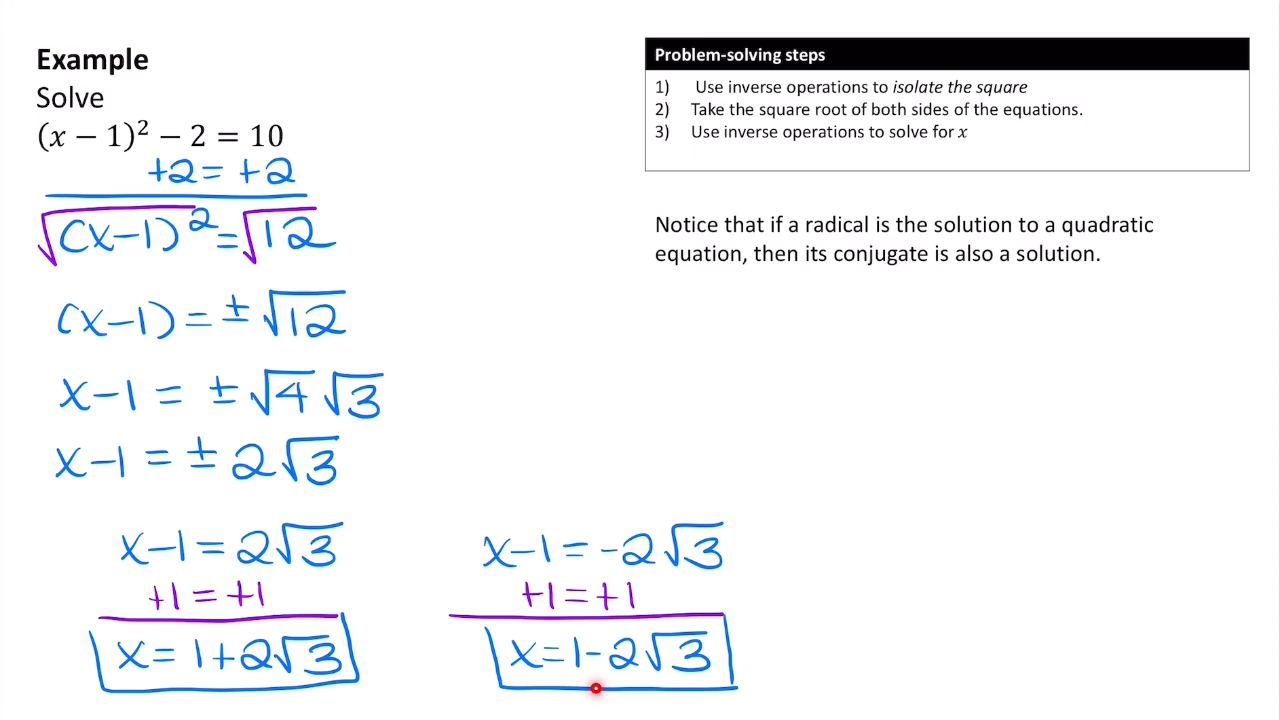 Example
Solve
(x − 1)² − 2 = 10
+2 = +2
√(x−1)² = √12
(x−1) = ± √12
x−1 = ± √4 √3
x−1 = ± 2√3
x−1 = 2√3
+1 = +1
x = 1+2√3
x−1 = -2√3
+1 = +1
x = 1-2√3
Problem-solving steps
1) Use inverse operations to isolate the square
2) Take the square root of both sides of the equations.
3) Use inverse operations to solve for x
Notice that if a radical is the solution to a quadratic
equation, then its conjugate is also a solution.